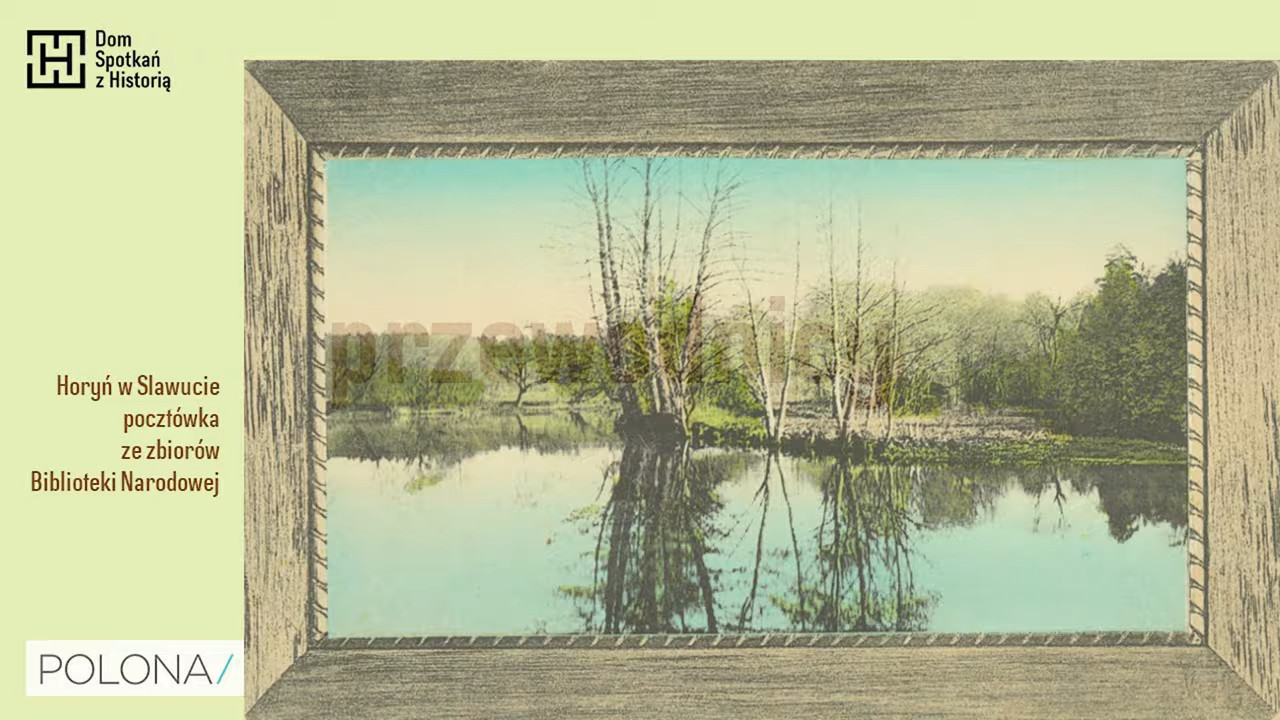 Dom
Spotkań
z Historią
Horyń w Slawucie
pocztówka
ze zbiorów
Biblioteki Narodowej
POLONA/